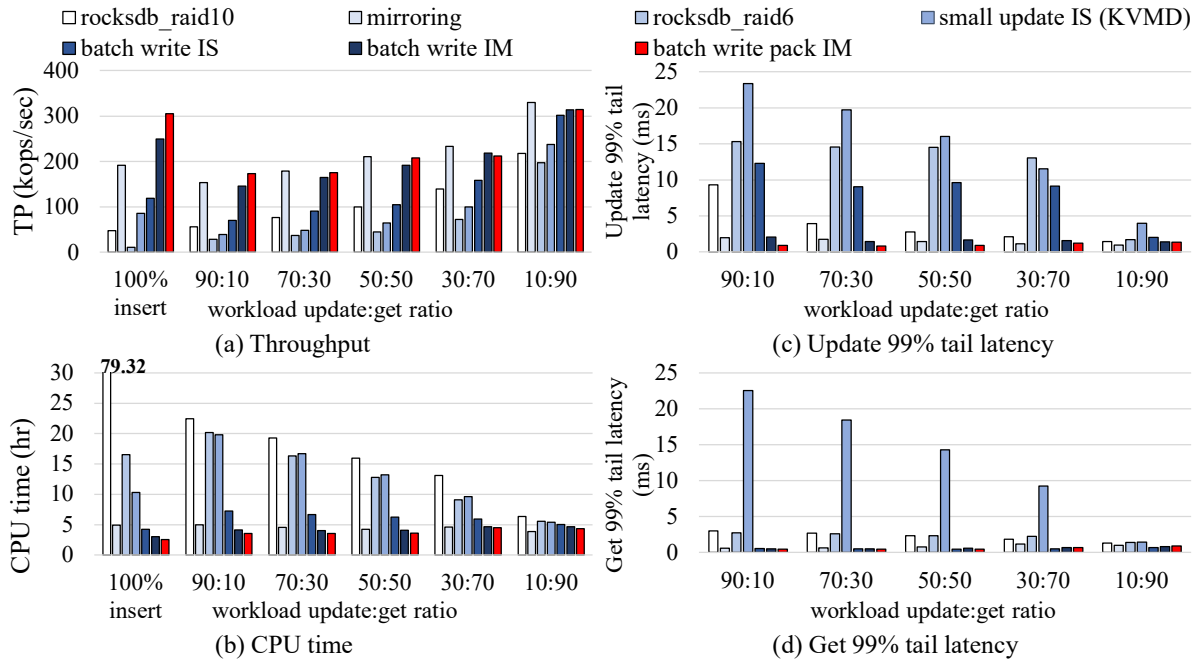 rocksdb_raid10 mirroring rocksdb_raid6 small update IS (KVMD)
batch write IS batch write IM batch write pack IM
TP (kops/sec)
400
300
200
100
0
100% insert 90:10 70:30 50:50 30:70 10:90
workload update:get ratio
(a) Throughput
Update 99% tail latency (ms)
25
20
15
10
5
0
90:10 70:30 50:50 30:70 10:90
workload update:get ratio
(c) Update 99% tail latency
CPU time (hr)
79.32
30
25
20
15
10
5
0
100% insert 90:10 70:30 50:50 30:70 10:90
workload update:get ratio
(b) CPU time
Get 99% tail latency (ms)
25
20
15
10
5
0
90:10 70:30 50:50 30:70 10:90
workload update:get ratio
(d) Get 99% tail latency